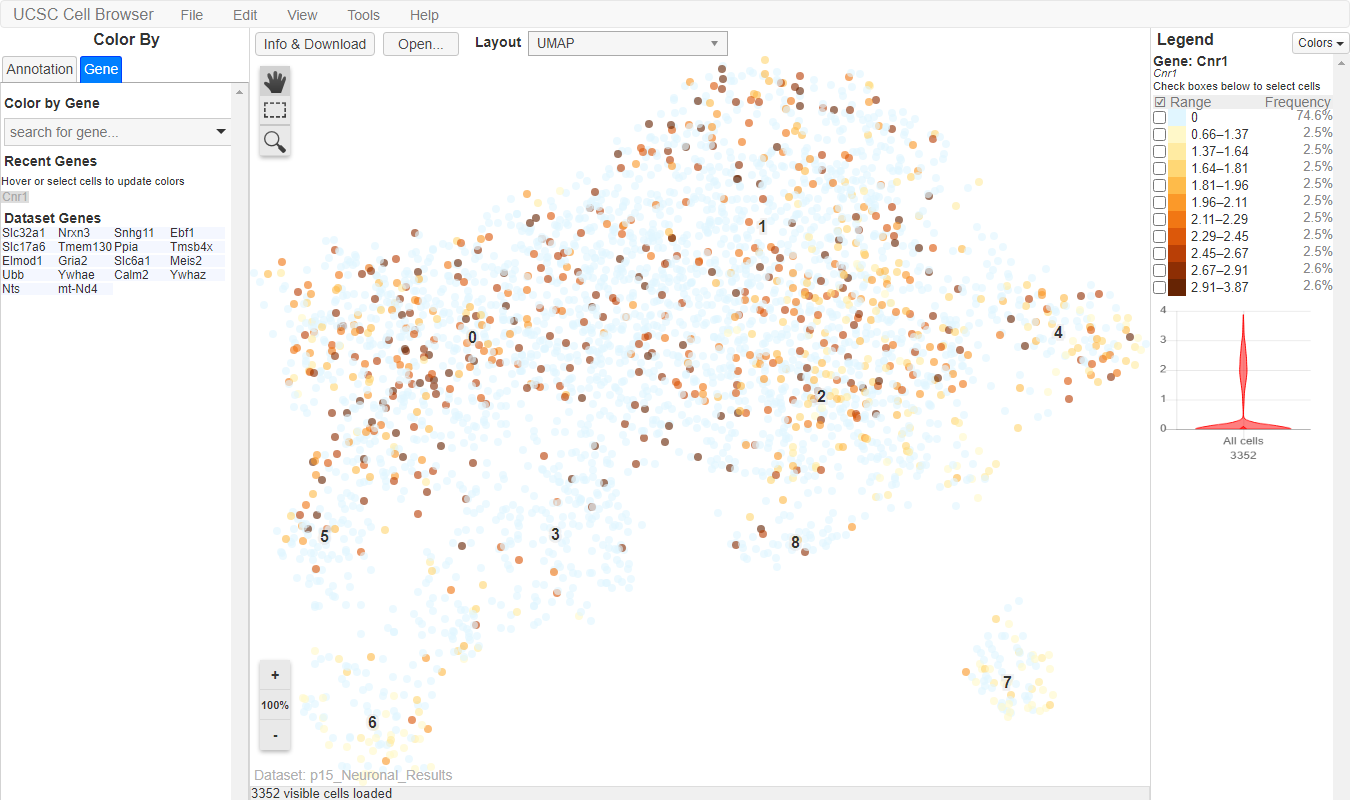 UCSC Cell Browser File Edit View Tools Help
Color By
Annotation Gene
Color by Gene
search for gene...
Recent Genes
Hover or select cells to update colors
Cnr1
Dataset Genes
Slc32a1 Nrxn3 Snhg11 Ebf1
Slc17a6 Tmem130 Ppia Tmsb4x
Elmod1 Gria2 Slc6a1 Meis2
Ubb Ywhae Calm2 Ywhaz
Nts mt-Nd4
Info & Download Open... Layout UMAP
1
0
4
2
5
3
8
7
6
+
100%
-
Dataset: p15_Neuronal_Results
3352 visible cells loaded
Legend Colors
Gene: Cnr1
Cnr1
Check boxes below to select cells
Range Frequency
0 74.6%
0.66–1.37 2.5%
1.37–1.64 2.5%
1.64–1.81 2.5%
1.81–1.96 2.5%
1.96–2.11 2.5%
2.11–2.29 2.5%
2.29–2.45 2.5%
2.45–2.67 2.5%
2.67–2.91 2.6%
2.91–3.87 2.6%
4
3
2
1
0
All cells
3352